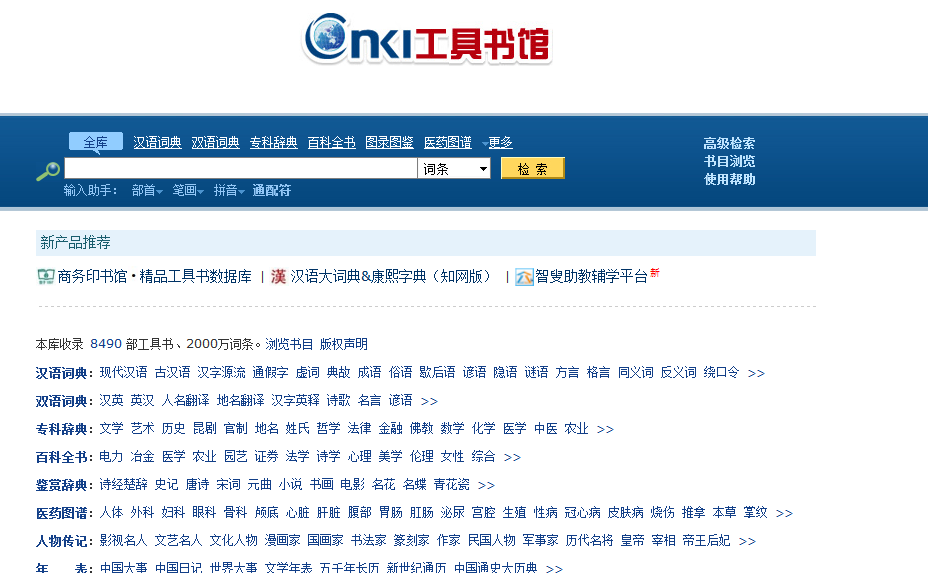 Cnki工具书馆
全库 汉语词典 双语词典 专科辞典 百科全书 图录图鉴 医药图谱 更多
词条 检 索
输入助手： 部首 笔画 拼音 通配符
高级检索
书目浏览
使用帮助
新产品推荐
商务印书馆•精品工具书数据库 | 漢 汉语大词典&康熙字典（知网版） | 智叟助教辅学平台 新
本库收录 8490 部工具书、2000万词条。浏览书目 版权声明
汉语词典：现代汉语 古汉语 汉字源流 通假字 虚词 典故 成语 俗语 歇后语 谚语 隐语 谜语 方言 格言 同义词 反义词 绕口令 >>
双语词典：汉英 英汉 人名翻译 地名翻译 汉字英释 诗歌 名言 谚语 >>
专科辞典：文学 艺术 历史 昆剧 官制 地名 姓氏 哲学 法律 金融 佛教 数学 化学 医学 中医 农业 >>
百科全书：电力 冶金 医学 农业 园艺 证券 法学 诗学 心理 美学 伦理 女性 综合 >>
鉴赏辞典：诗经楚辞 史记 唐诗 宋词 元曲 小说 书画 电影 名花 名蝶 青花瓷 >>
医药图谱：人体 外科 妇科 眼科 骨科 颅底 心脏 肝脏 腹部 胃肠 肛肠 泌尿 宫腔 生殖 性病 冠心病 皮肤病 烧伤 推拿 本草 掌纹 >>
人物传记：影视名人 文艺名人 文化人物 漫画家 国画家 书法家 篆刻家 作家 民国人物 军事家 历代名将 皇帝 宰相 帝王后妃 >>
年 表：中国大事 中国日记 世界大事 文学年表 五千年长历 新世纪通历 中国通史大历典 >>